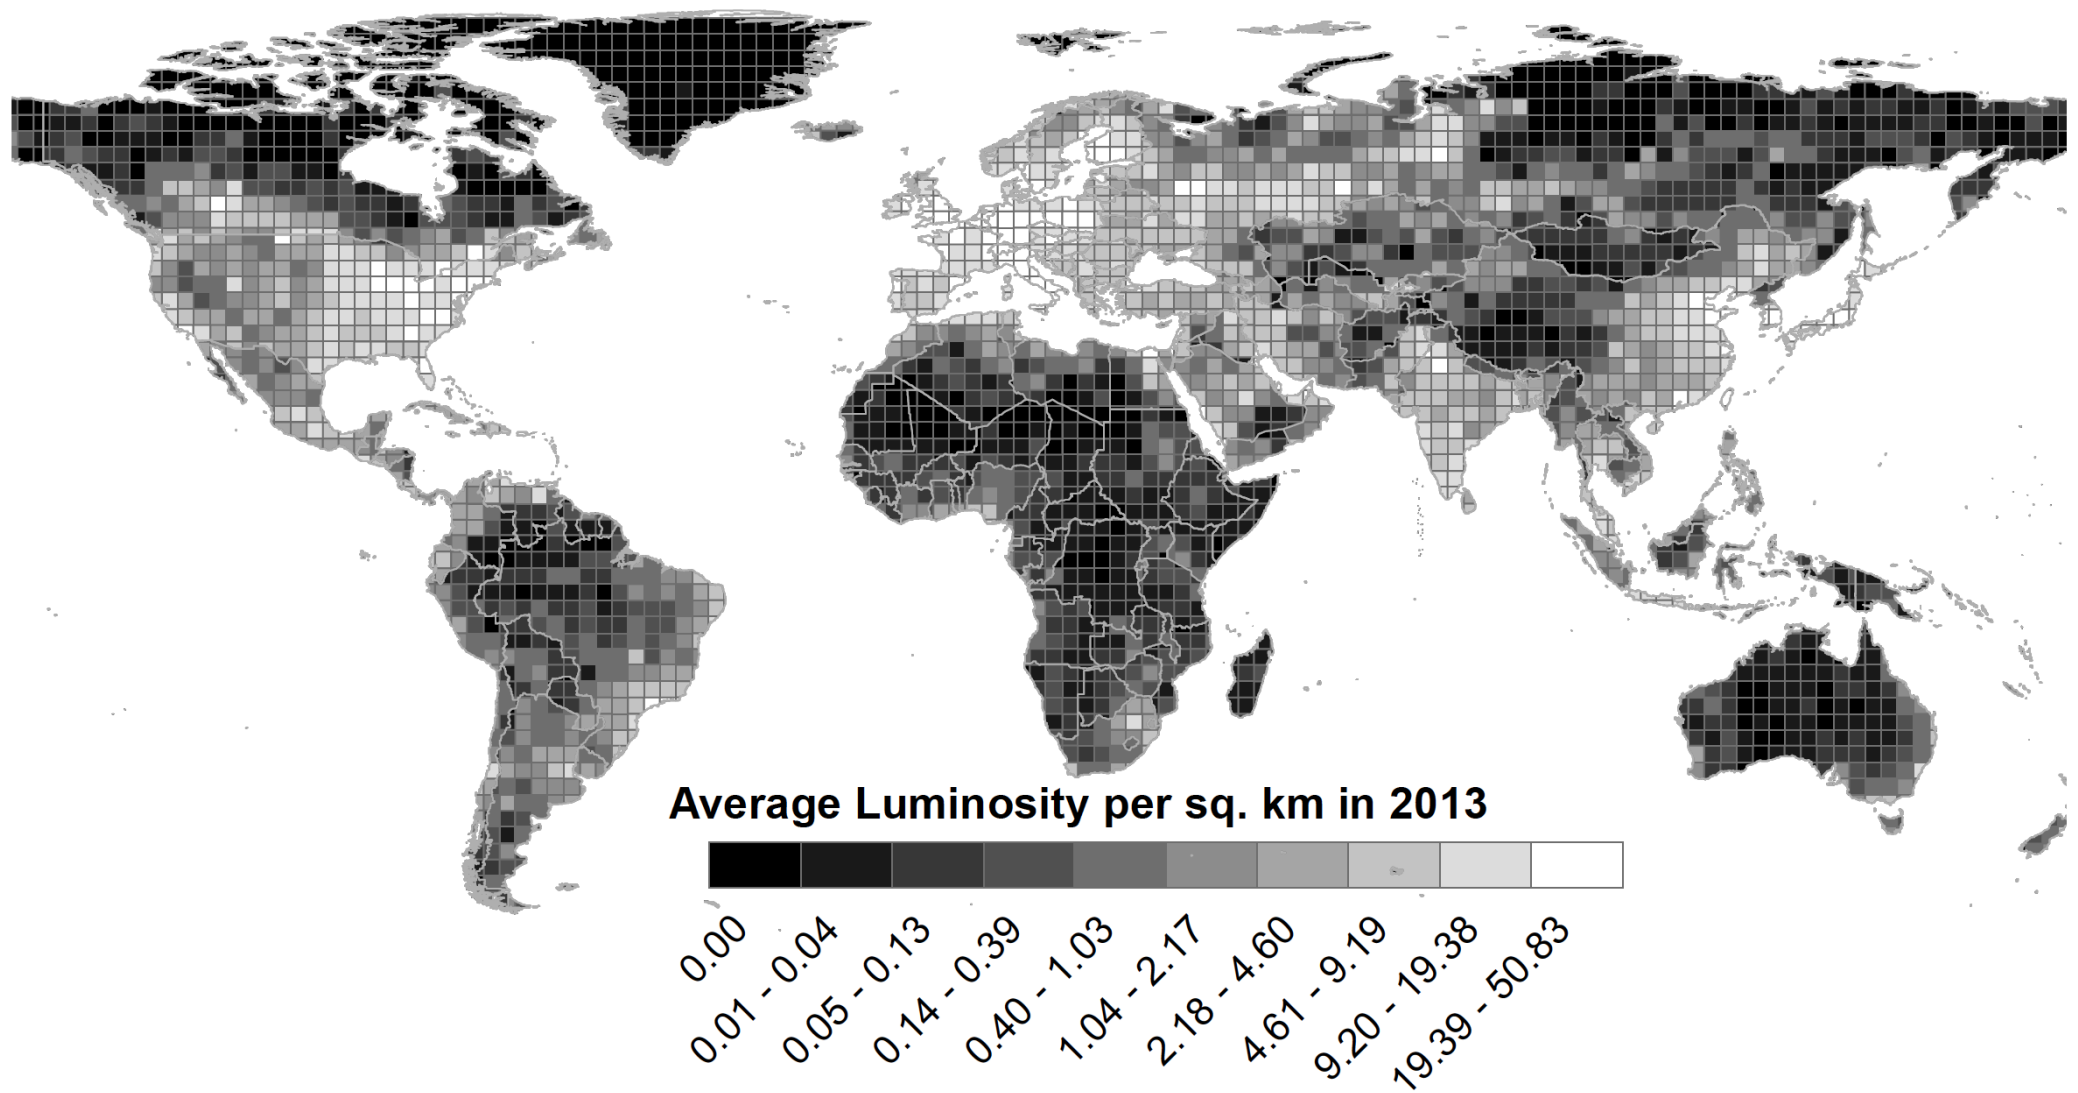 Average Luminosity per sq. km in 2013
0.00
0.01 - 0.04
0.05 - 0.13
0.14 - 0.39
0.40 - 1.03
1.04 - 2.17
2.18 - 4.60
4.61 - 9.19
9.20 - 19.38
19.39 - 50.83